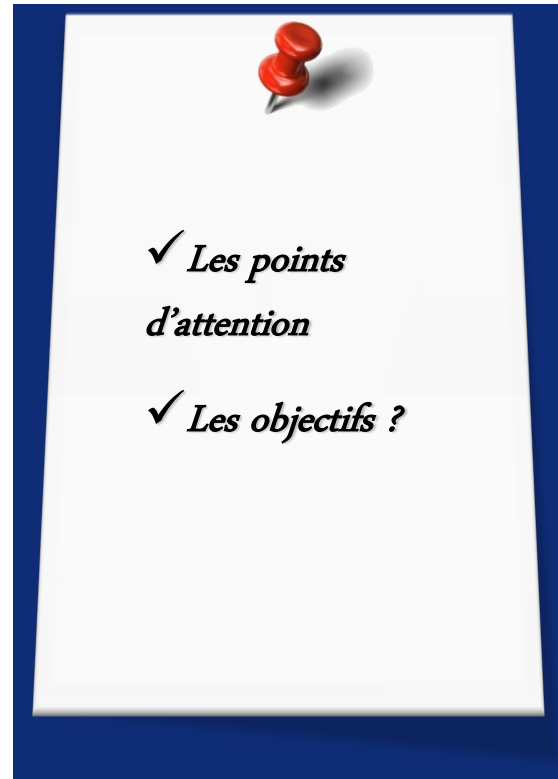 ✓ Les points
d'attention
✓ Les objectifs ?